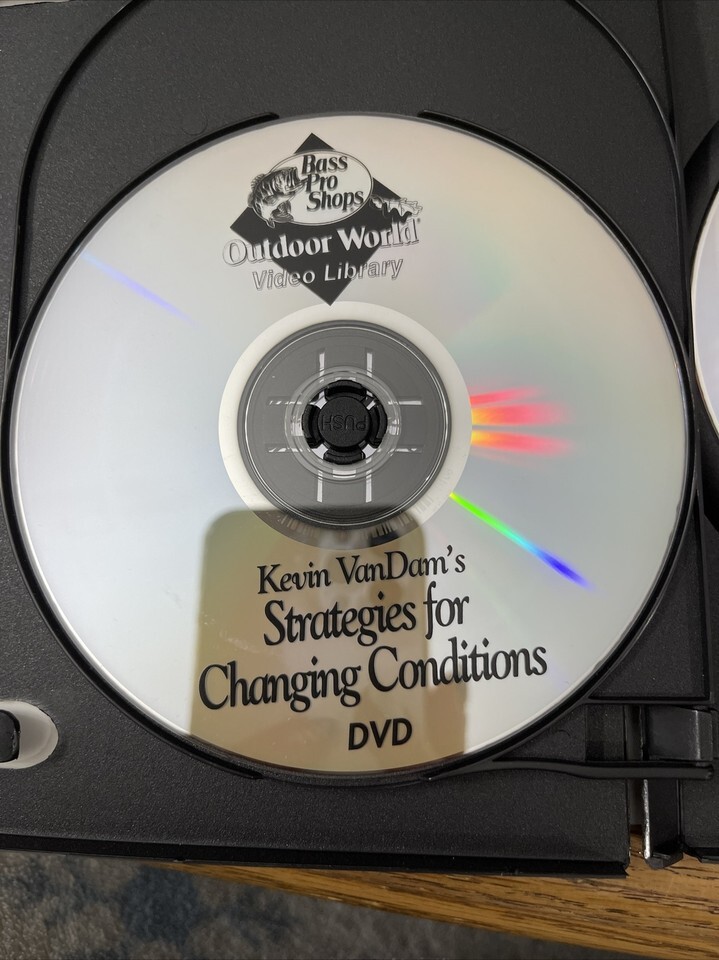 Bass
Pro
Shops
Outdoor World®
Video Library
PUSH
Kevin VanDam's
Strategies for
Changing Conditions
DVD